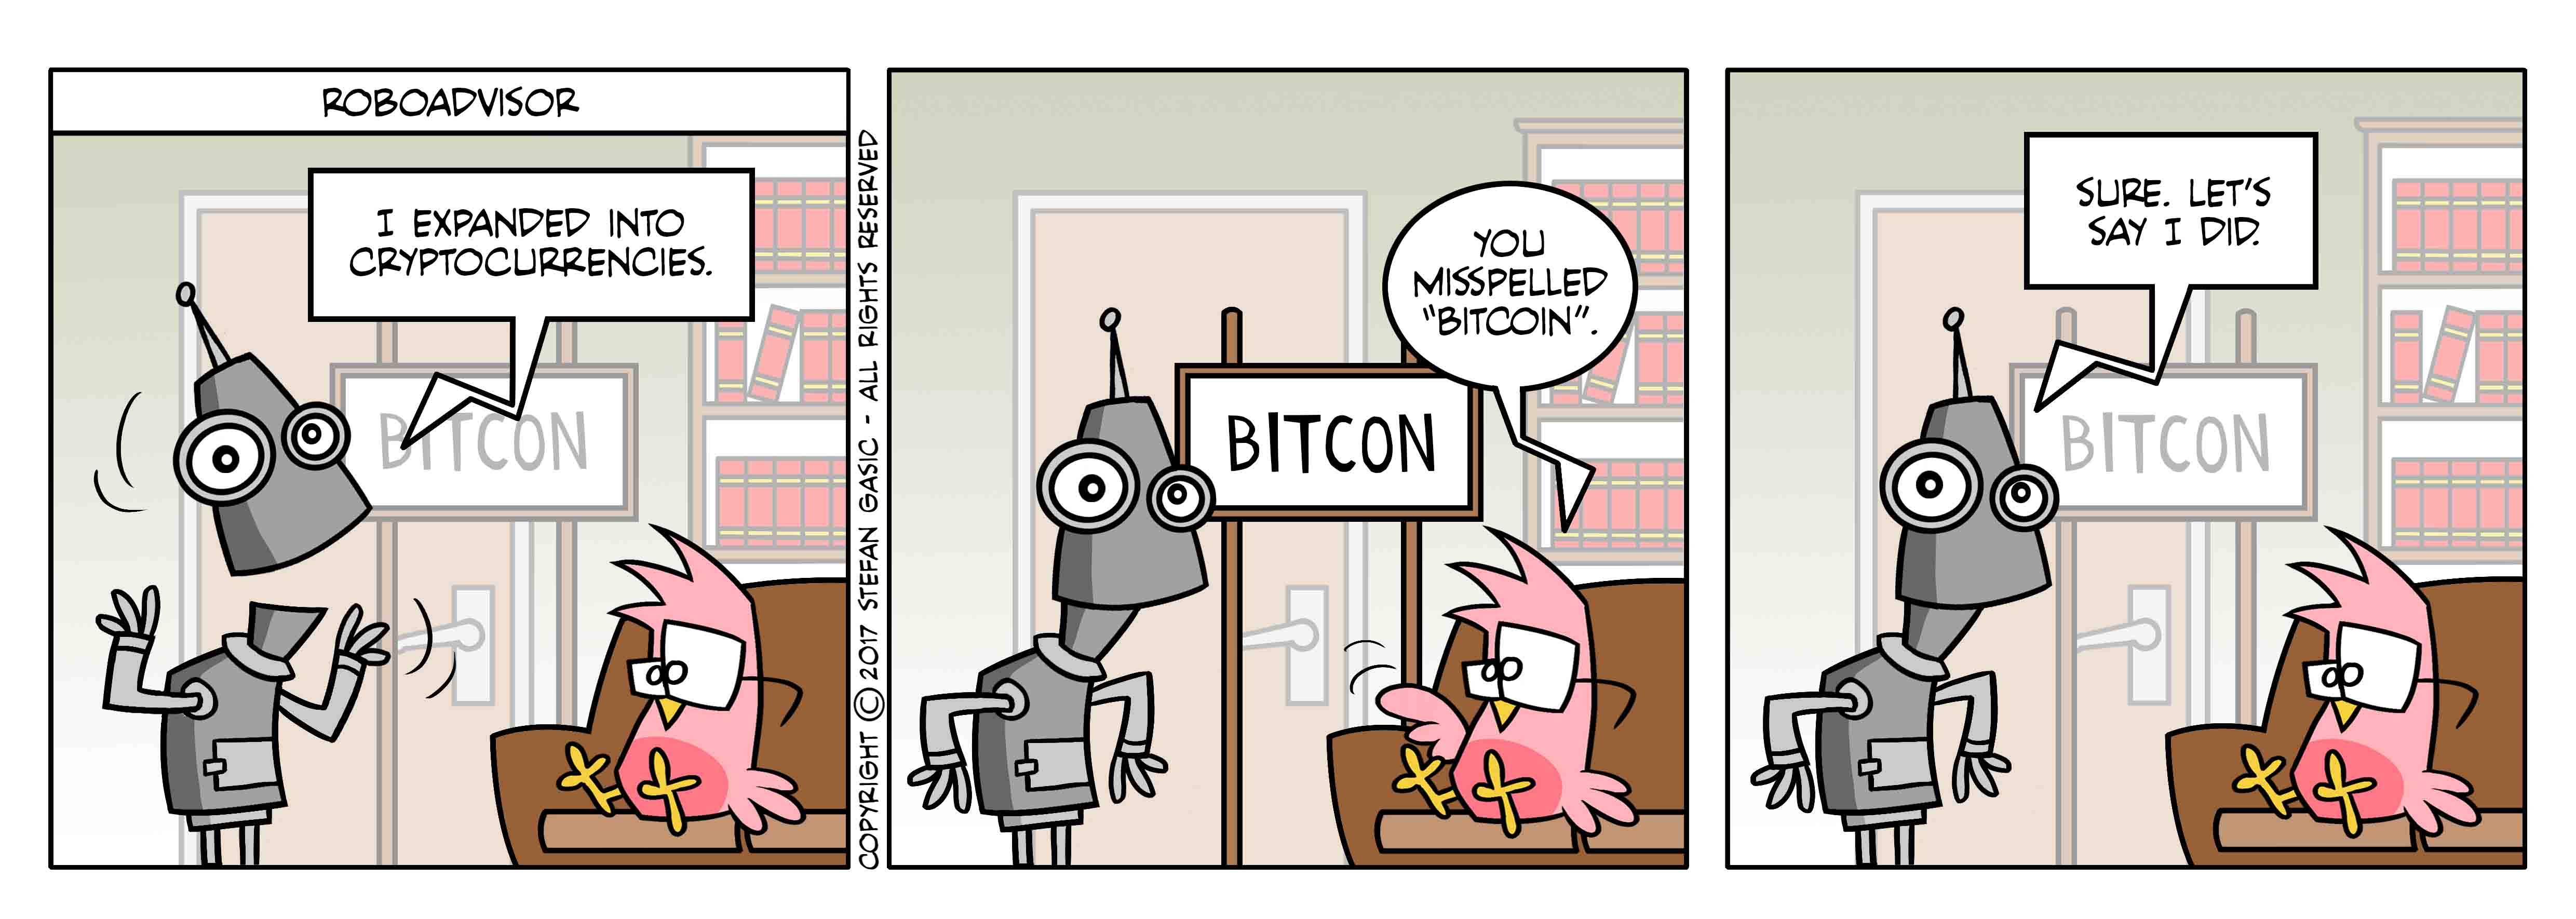 ROBOADVISOR
I EXPANDED INTO
CRYPTOCURRENCIES.
BITCON
COPYRIGHT © 2017 STEFAN GASIC - ALL RIGHTS RESERVED
YOU
MISSPELLED
"BITCOIN".
BITCON
SURE. LET'S
SAY I DID.
BITCON